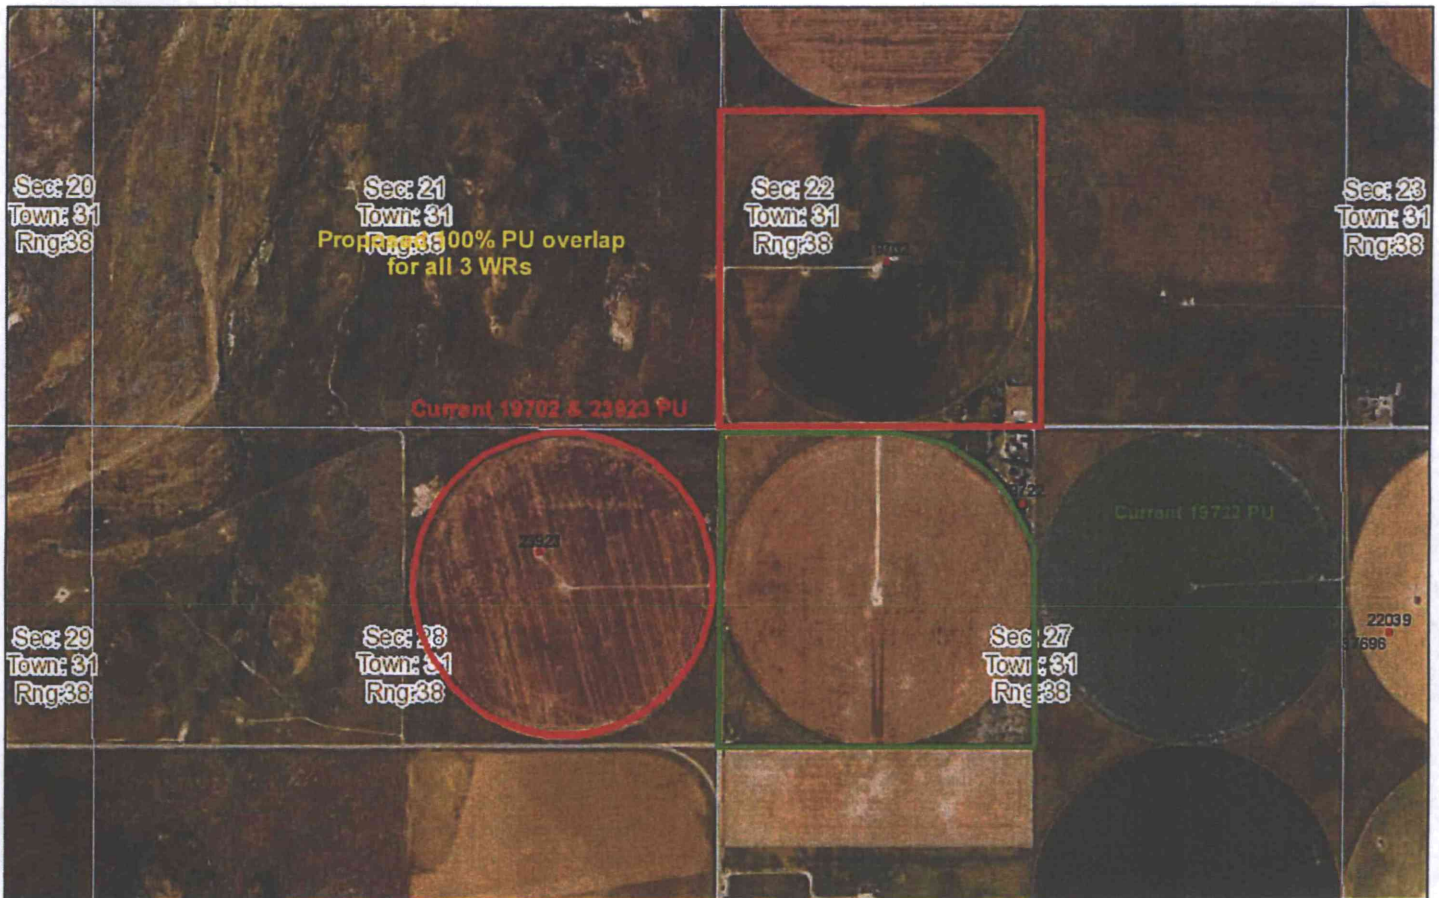 Sec: 20
Town: 31
Rng:38
Sec: 21
Town: 31
Rng:38
Proposed 100% PU overlap
for all 3 WRs
Sec: 22
Town: 31
Rng:38
Sec: 23
Town: 31
Rng:38
Current 19702 & 23923 PU
23923
Current 19722 PU
22039
37696
Sec: 29
Town: 31
Rng:38
Sec: 28
Town: 31
Rng:38
Sec: 27
Town: 31
Rng:38